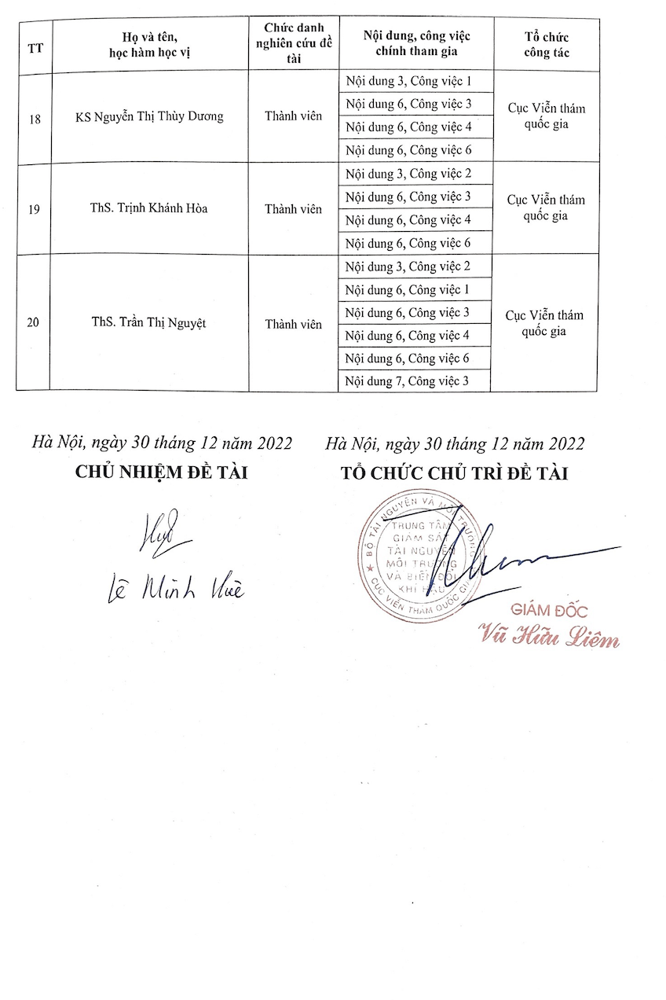 TT
Họ và tên,
học hàm học vị
Chức danh
nghiên cứu đề
tài
Nội dung, công việc
chính tham gia
Tổ chức
công tác
18
KS Nguyễn Thị Thùy Dương
Thành viên
Nội dung 3, Công việc 1
Nội dung 6, Công việc 3
Nội dung 6, Công việc 4
Nội dung 6, Công việc 6
Cục Viễn thám
quốc gia
19
ThS. Trịnh Khánh Hòa
Thành viên
Nội dung 3, Công việc 2
Nội dung 6, Công việc 3
Nội dung 6, Công việc 4
Nội dung 6, Công việc 6
Cục Viễn thám
quốc gia
20
ThS. Trần Thị Nguyệt
Thành viên
Nội dung 3, Công việc 2
Nội dung 6, Công việc 1
Nội dung 6, Công việc 3
Nội dung 6, Công việc 4
Nội dung 6, Công việc 6
Nội dung 7, Công việc 3
Cục Viễn thám
quốc gia
Hà Nội, ngày 30 tháng 12 năm 2022
CHỦ NHIỆM ĐỀ TÀI
Lê Minh Huệ
Hà Nội, ngày 30 tháng 12 năm 2022
TỔ CHỨC CHỦ TRÌ ĐỀ TÀI
BỘ TÀI NGUYÊN VÀ MÔI TRƯỜNG
TRUNG TÂM
GIÁM SÁT
TÀI NGUYÊN
MÔI TRƯỜNG
VÀ BIẾN ĐỔI
KHÍ HẬU
CỤC VIỄN THÁM QUỐC GIA
GIÁM ĐỐC
Vũ Hữu Liêm